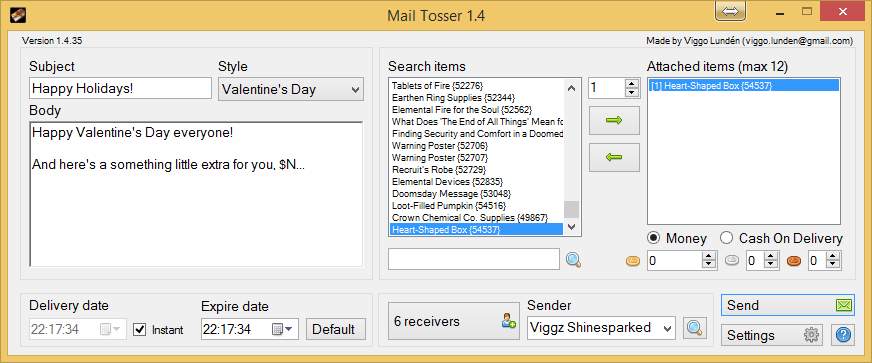 Mail Tosser 1.4
Version 1.4.35
Made by Viggo Lundén (viggo.lunden@gmail.com)
Subject
Style
Happy Holidays!
Valentine's Day
Body
Happy Valentine's Day everyone!
And here's a something little extra for you, $N...
Search items
Tablets of Fire {52276}
Earthen Ring Supplies {52344}
Elemental Fire for the Soul {52562}
What Does 'The End of All Things' Mean fo
Finding Security and Comfort in a Doomed
Warning Poster {52706}
Warning Poster {52707}
Recruit's Robe {52729}
Elemental Devices {52835}
Doomsday Message {53048}
Loot-Filled Pumpkin {54516}
Crown Chemical Co. Supplies {49867}
Heart-Shaped Box {54537}
1
Attached items (max 12)
[1] Heart-Shaped Box {54537}
Money
Cash On Delivery
0
0
0
Delivery date
22:17:34
Instant
Expire date
22:17:34
Default
6 receivers
Sender
Viggz Shinesparked
Send
Settings
?